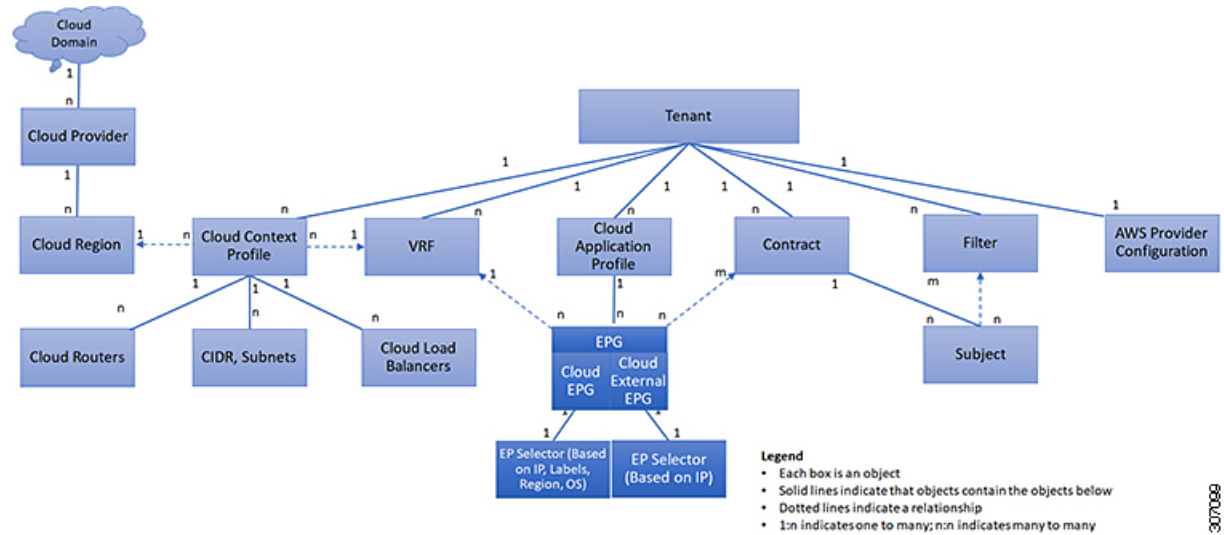 Cloud
Domain
1
n
Cloud Provider
1
n
Cloud Region
Tenant
1
1
1
1
1
1
n
n
n
n
n
1
Cloud Context
Profile
VRF
Cloud
Application
Profile
Contract
Filter
AWS Provider
Configuration
1
n
n
1
1
m
1
m
1
1
1
n
n
n
1
n
n
n
n
n
Cloud Routers
CIDR, Subnets
Cloud Load
Balancers
EPG
Cloud
EPG
Cloud
External
EPG
Subject
1
1
1
1
EP Selector (Based
on IP, Labels,
Region, OS)
EP Selector
(Based on IP)
Legend
• Each box is an object
• Solid lines indicate that objects contain the objects below
• Dotted lines indicate a relationship
• 1:n indicates one to many; n:n indicates many to many
307099